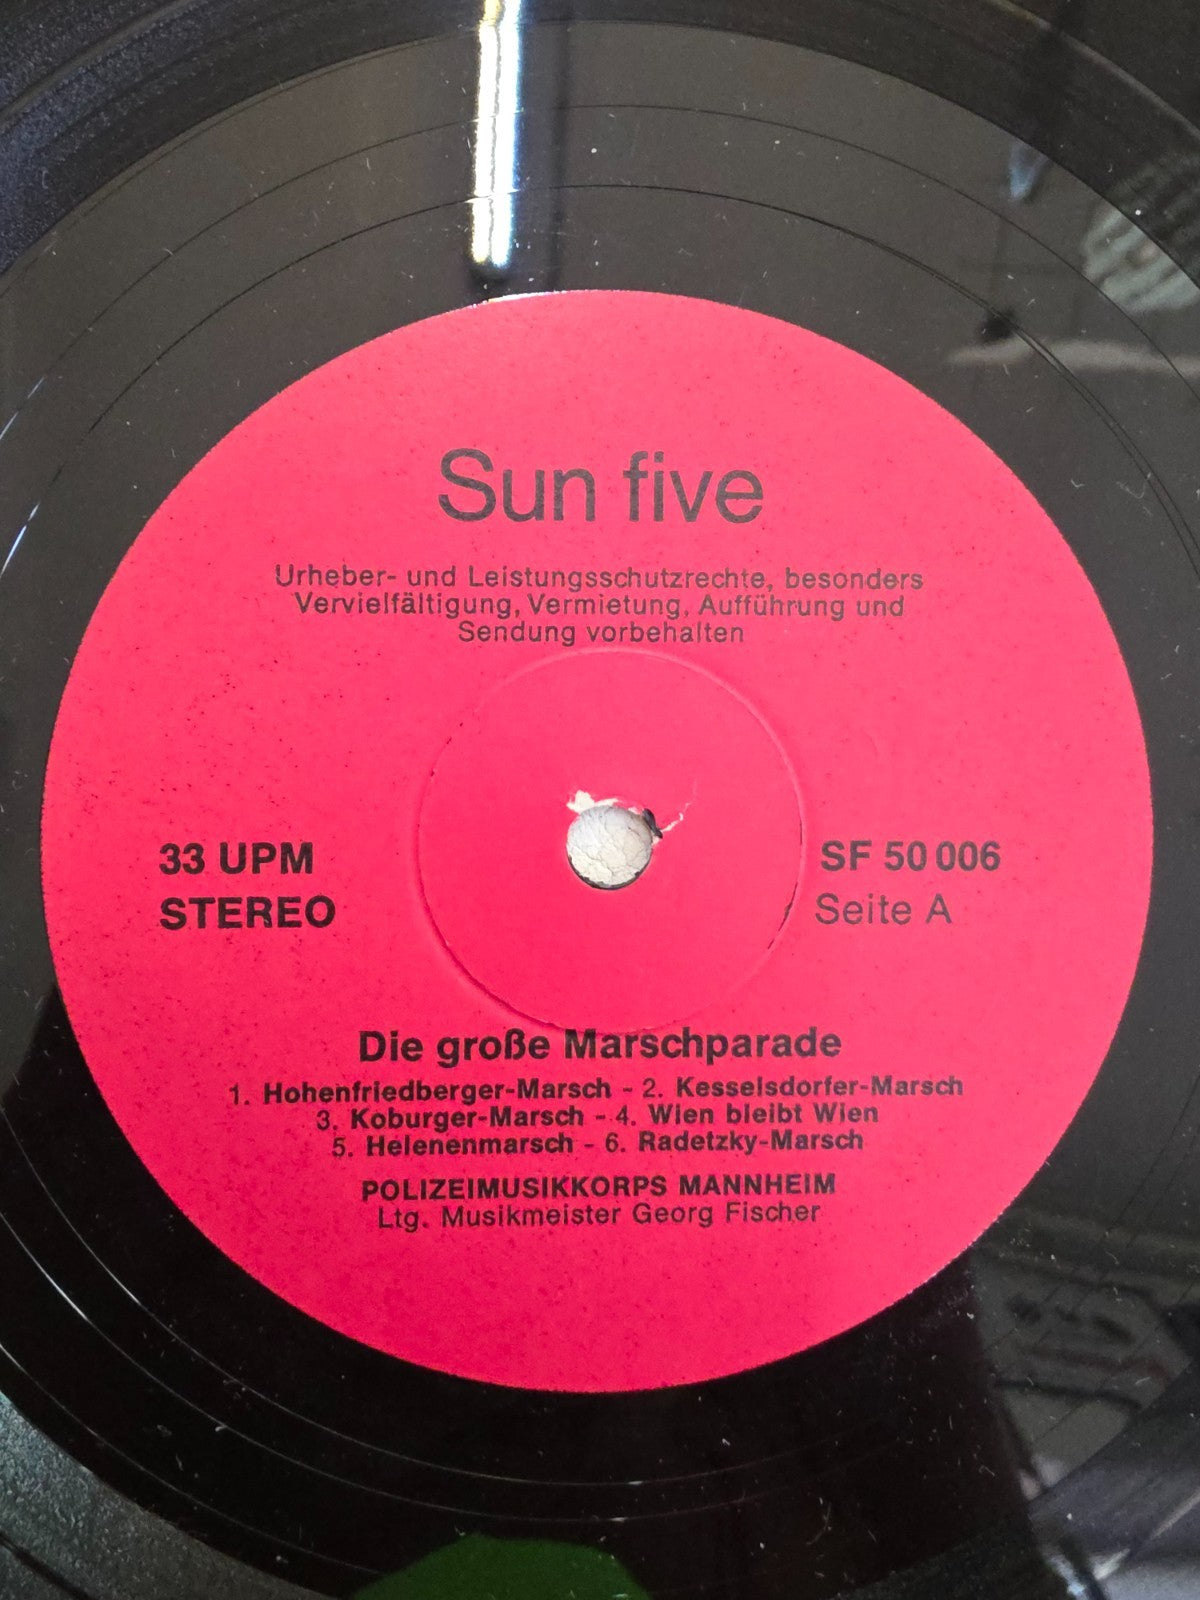 Sun five
Urheber- und Leistungsschutzrechte, besonders
Vervielfältigung, Vermietung, Aufführung und
Sendung vorbehalten
33 UPM
STEREO
SF 50 006
Seite A
Die große Marschparade
1. Hohenfriedberger-Marsch - 2. Kesselsdorfer-Marsch
3. Koburger-Marsch - 4. Wien bleibt Wien
5. Helenenmarsch - 6. Radetzky-Marsch
POLIZEIMUSIKKORPS MANNHEIM
Ltg. Musikmeister Georg Fischer